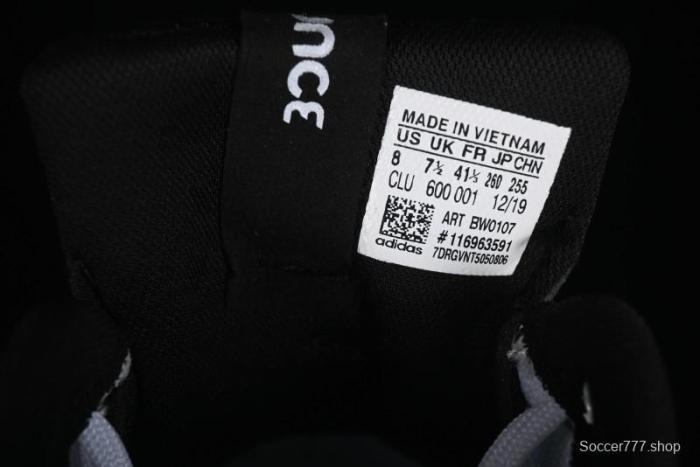 MADE IN VIETNAM
US UK FR JP CHN
8 7½ 41⅓ 260 255
CLU 600 001 12/19
ART BW0107
#116963591
adidas
7DRGVNT5050806
Soccer777.shop